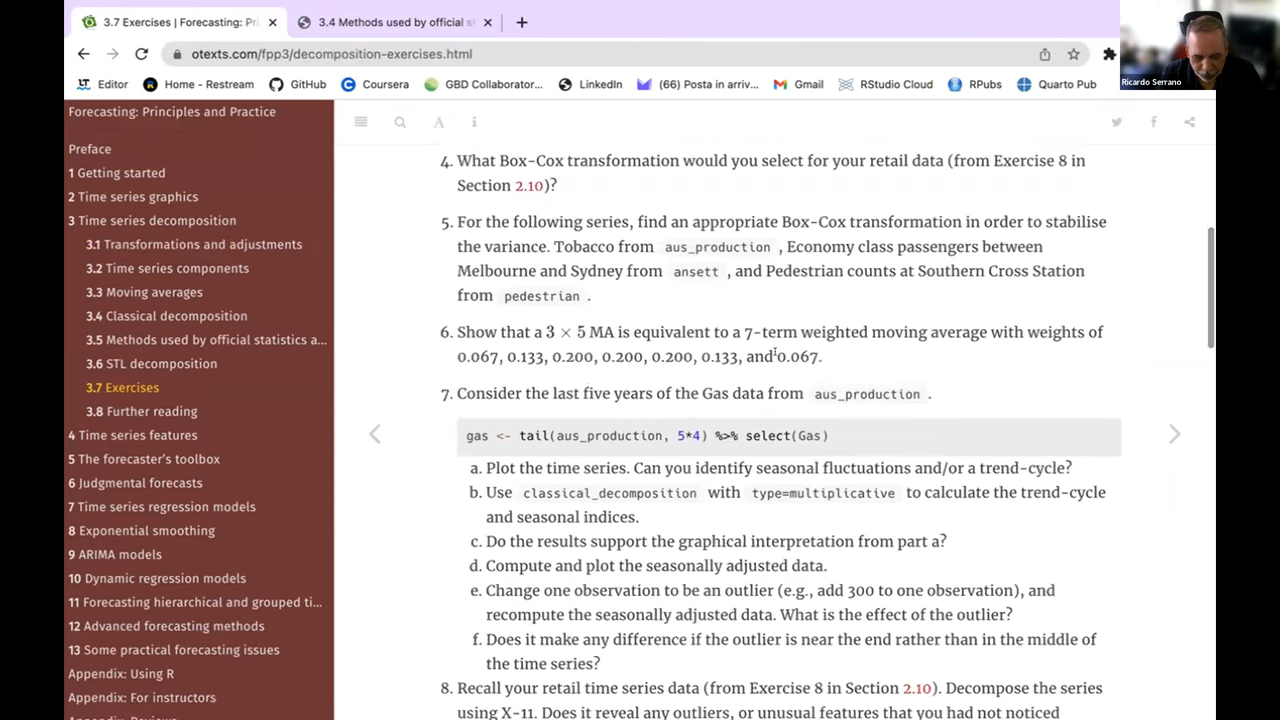 3.7 Exercises | Forecasting: Pri
3.4 Methods used by official s
otexts.com/fpp3/decomposition-exercises.html
Editor
Home - Restream
GitHub
Coursera
GBD Collaborator...
LinkedIn
(66) Posta in arriv...
Gmail
RStudio Cloud
RPubs
Quarto Pub
Ricardo Serrano
Forecasting: Principles and Practice
Preface
1 Getting started
2 Time series graphics
3 Time series decomposition
3.1 Transformations and adjustments
3.2 Time series components
3.3 Moving averages
3.4 Classical decomposition
3.5 Methods used by official statistics a...
3.6 STL decomposition
3.7 Exercises
3.8 Further reading
4 Time series features
5 The forecaster's toolbox
6 Judgmental forecasts
7 Time series regression models
8 Exponential smoothing
9 ARIMA models
10 Dynamic regression models
11 Forecasting hierarchical and grouped ti...
12 Advanced forecasting methods
13 Some practical forecasting issues
Appendix: Using R
Appendix: For instructors
4. What Box-Cox transformation would you select for your retail data (from Exercise 8 in
Section 2.10)?
5. For the following series, find an appropriate Box-Cox transformation in order to stabilise
the variance. Tobacco from aus_production , Economy class passengers between
Melbourne and Sydney from ansett , and Pedestrian counts at Southern Cross Station
from pedestrian .
6. Show that a 3 × 5 MA is equivalent to a 7-term weighted moving average with weights of
0.067, 0.133, 0.200, 0.200, 0.200, 0.133, and 0.067.
7. Consider the last five years of the Gas data from aus_production .
gas <- tail(aus_production, 5*4) %>% select(Gas)
a. Plot the time series. Can you identify seasonal fluctuations and/or a trend-cycle?
b. Use classical_decomposition with type=multiplicative to calculate the trend-cycle
and seasonal indices.
c. Do the results support the graphical interpretation from part a?
d. Compute and plot the seasonally adjusted data.
e. Change one observation to be an outlier (e.g., add 300 to one observation), and
recompute the seasonally adjusted data. What is the effect of the outlier?
f. Does it make any difference if the outlier is near the end rather than in the middle of
the time series?
8. Recall your retail time series data (from Exercise 8 in Section 2.10). Decompose the series
using X-11. Does it reveal any outliers, or unusual features that you had not noticed